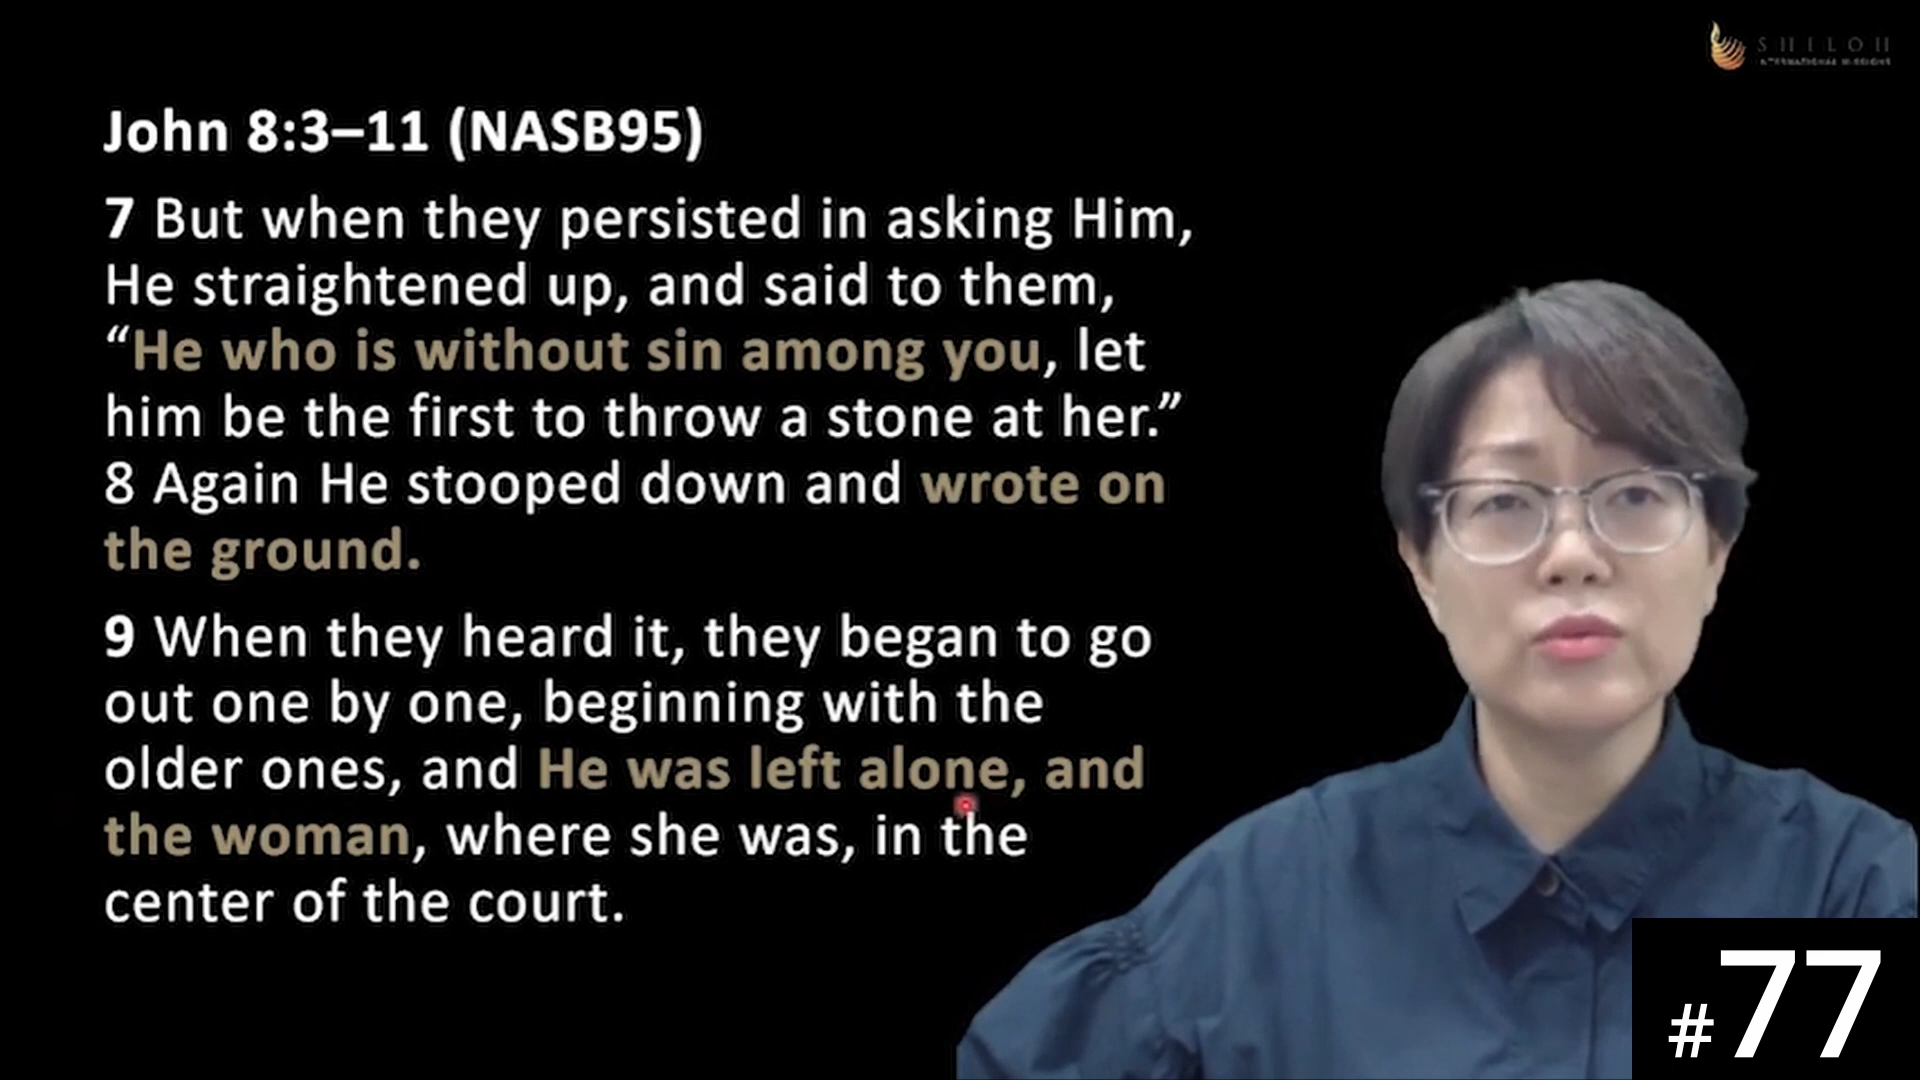 SHILOH
INTERNATIONAL MISSIONS
John 8:3–11 (NASB95)
7 But when they persisted in asking Him,
He straightened up, and said to them,
“He who is without sin among you, let
him be the first to throw a stone at her.”
8 Again He stooped down and wrote on
the ground.
9 When they heard it, they began to go
out one by one, beginning with the
older ones, and He was left alone, and
the woman, where she was, in the
center of the court.
#77